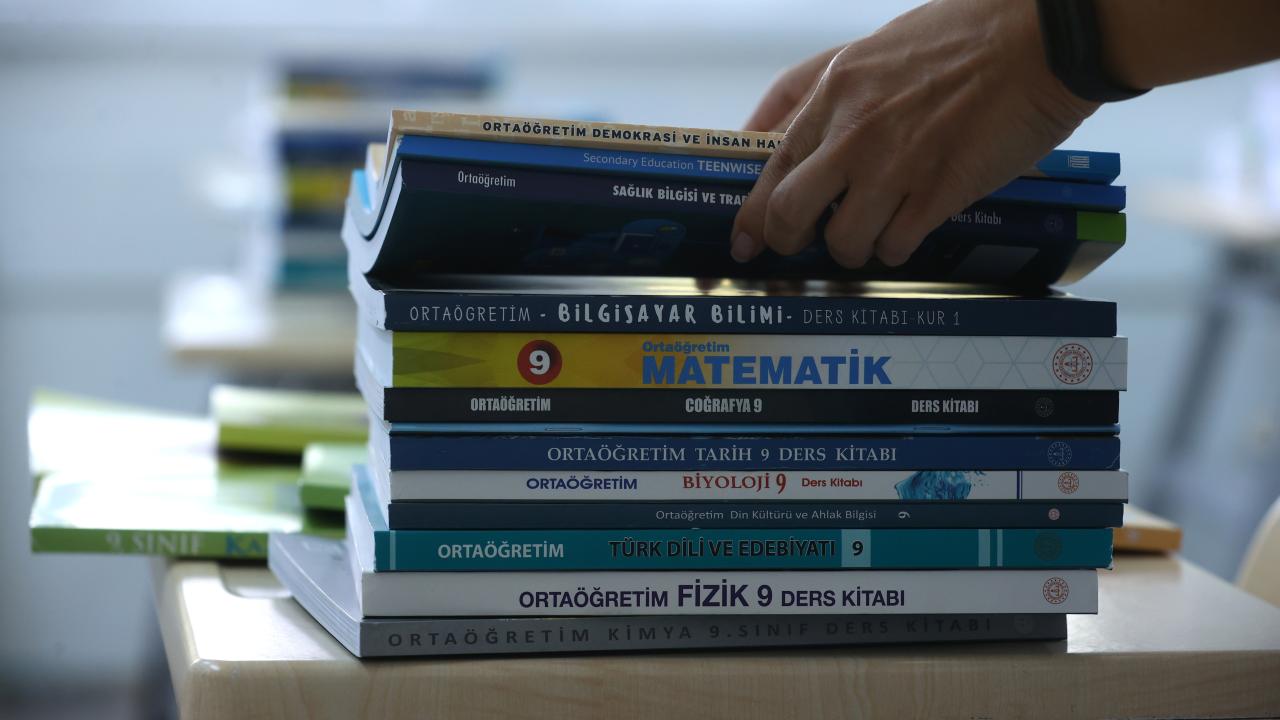 ORTAÖĞRETİM DEMOKRASİ VE İNSAN
Secondary Education TEENWISE
Ortaöğretim SAĞLIK BİLGİSİ VE Ders Kitabı
ORTAÖĞRETİM - BİLGİSAYAR BİLİMİ - DERS KİTABI-KUR 1
9 Ortaöğretim
MATEMATİK
ORTAÖĞRETİM COĞRAFYA 9 DERS KİTABI
ORTAÖĞRETİM TARİH 9 DERS KİTABI
ORTAÖĞRETİM BİYOLOJİ 9 Ders Kitabı
Ortaöğretim Din Kültürü ve Ahlak Bilgisi 9
ORTAÖĞRETİM TÜRK DİLİ VE EDEBİYATI 9
ORTAÖĞRETİM FİZİK 9 DERS KİTABI
ORTAÖĞRETİM KİMYA 9.SINIF DERS KİTABI
9. SINIF